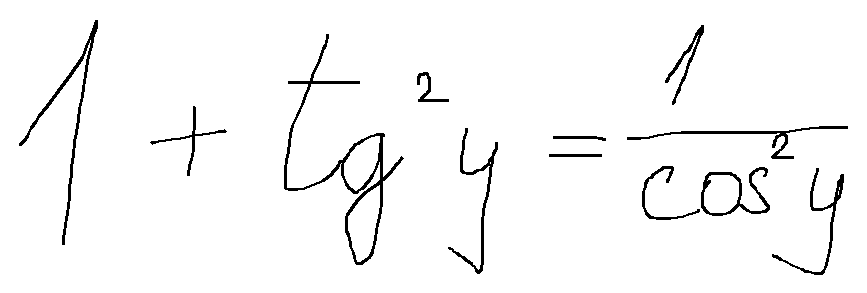 1 + tg²y = 1/cos²y